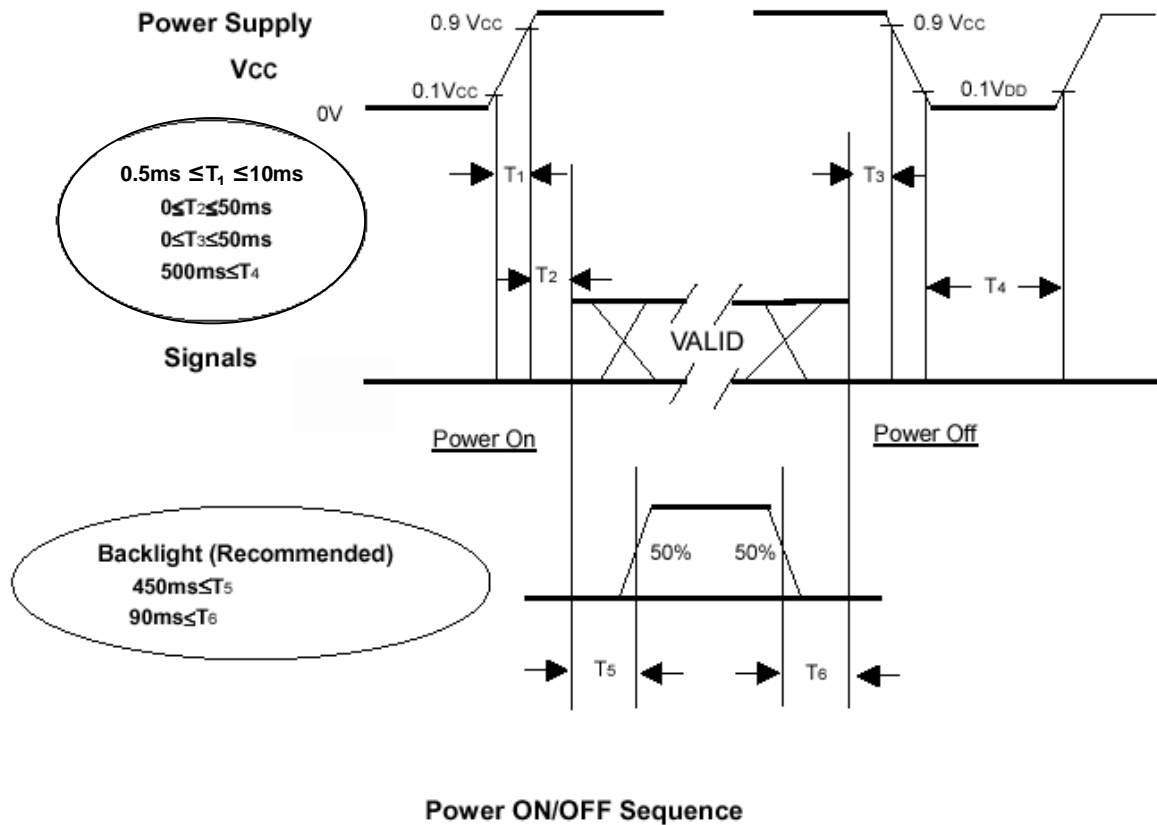 Power Supply
0.9 Vcc
0.9 Vcc
Vcc
0.1Vcc
0.1VDD
0V
0.5ms ≤T1 ≤10ms
0≤T2≤50ms
0≤T3≤50ms
500ms≤T4
T1
T3
T2
T4
VALID
Signals
Power On
Power Off
Backlight (Recommended)
450ms≤T5
90ms≤T6
50%
50%
T5
T6
Power ON/OFF Sequence